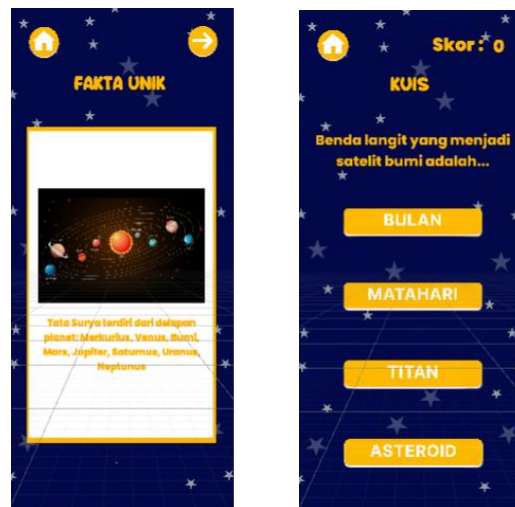 FAKTA UNIK
Tata Surya terdiri dari delapan
planet: Merkurius, Venus, Bumi,
Mars, Jupiter, Saturnus, Uranus,
Neptunus
Skor: 0
KUIS
Benda langit yang menjadi
satelit bumi adalah...
BULAN
MATAHARI
TITAN
ASTEROID